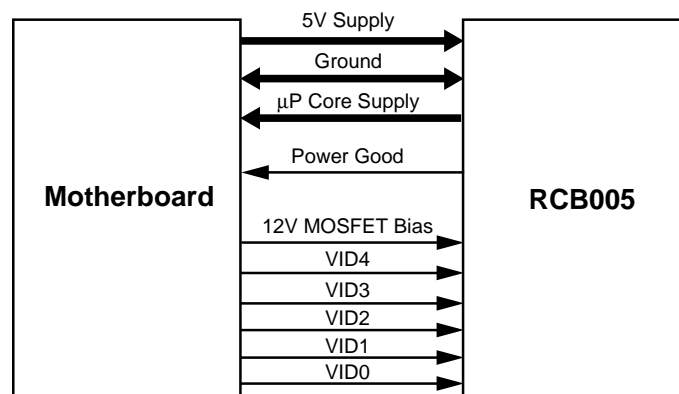 5V Supply
Ground
μP Core Supply
Power Good
Motherboard
RCB005
12V MOSFET Bias
VID4
VID3
VID2
VID1
VID0